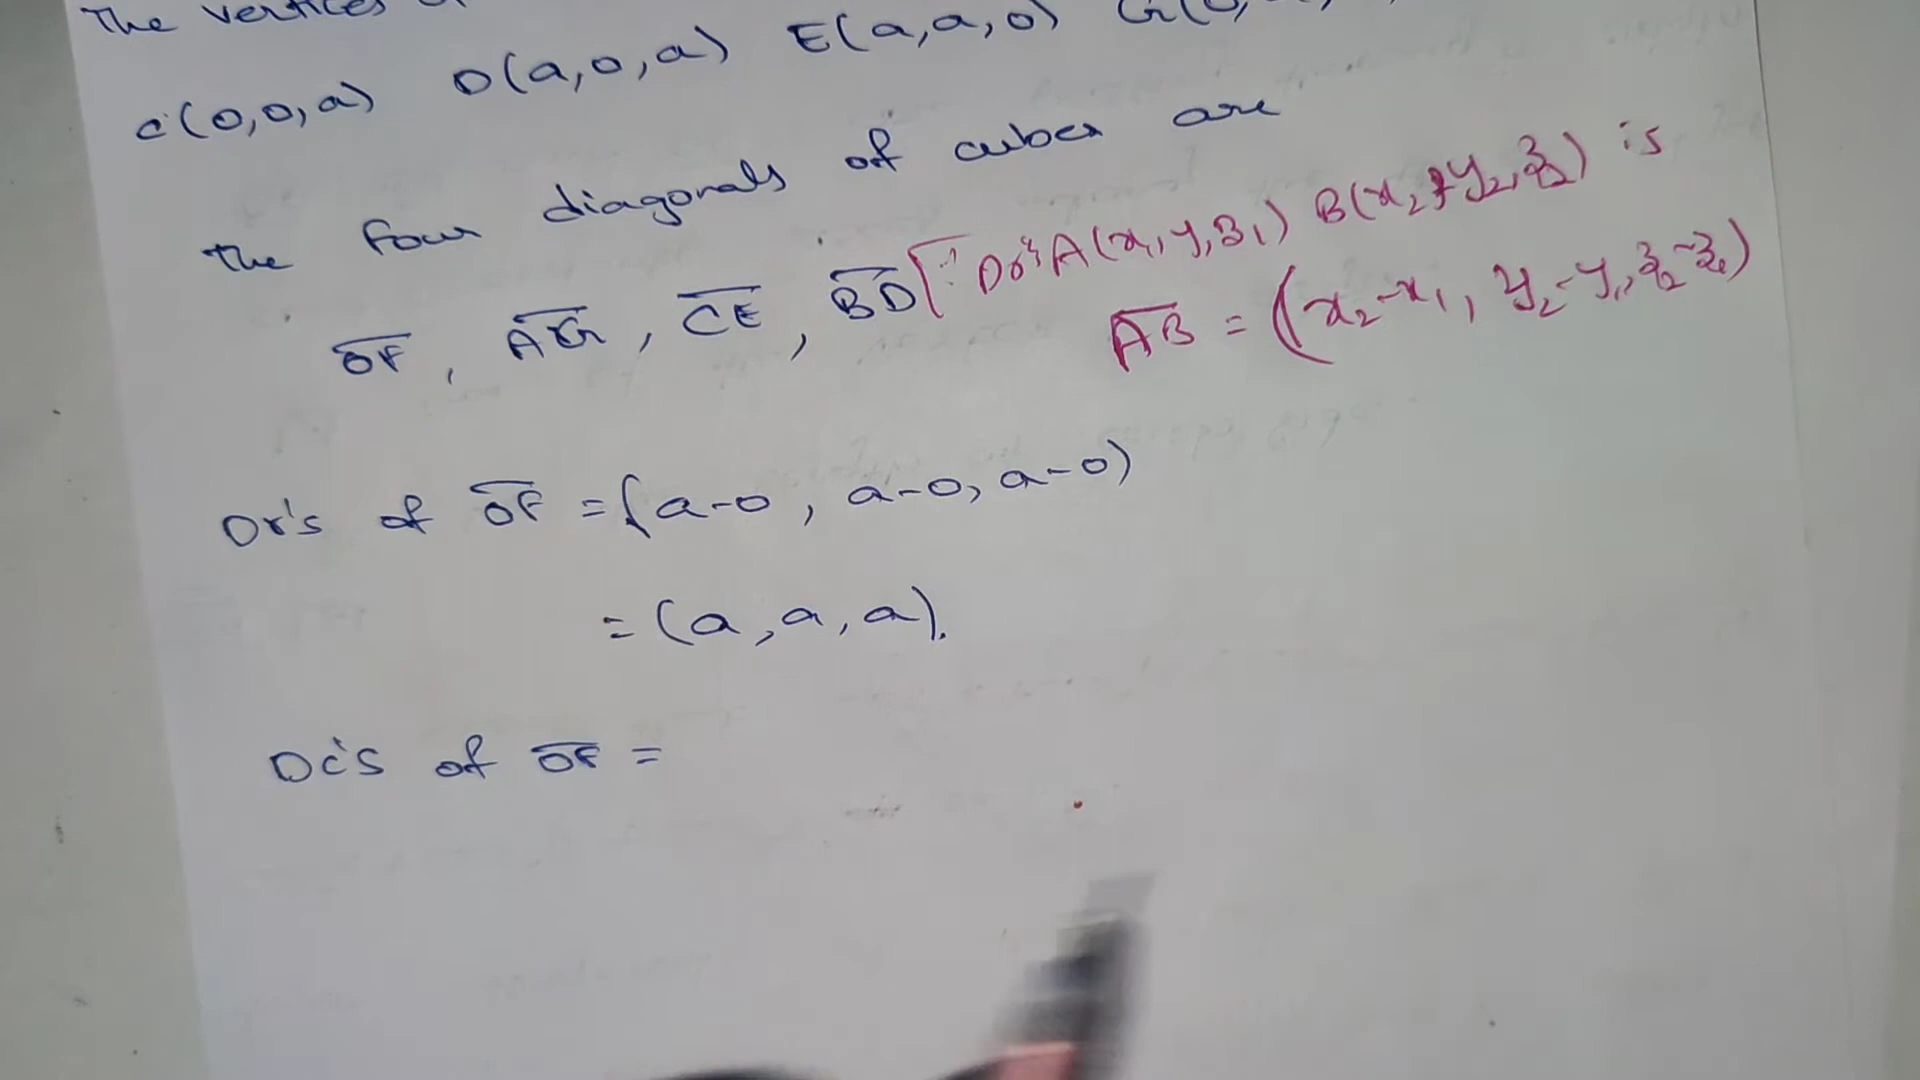 The vertices
C(0,0,a) D(a,0,a) E(a,a,0) G(0,
The four diagonals of cubes are
OF, AG, CE, BD [∵ Dr's A(x₁,y₁,z₁) B(x₂,y₂,z₂) is
AB = (x₂-x₁, y₂-y₁, z₂-z₁)
Dr's of OF = (a-0, a-0, a-0)
= (a, a, a).
Dc's of OF =